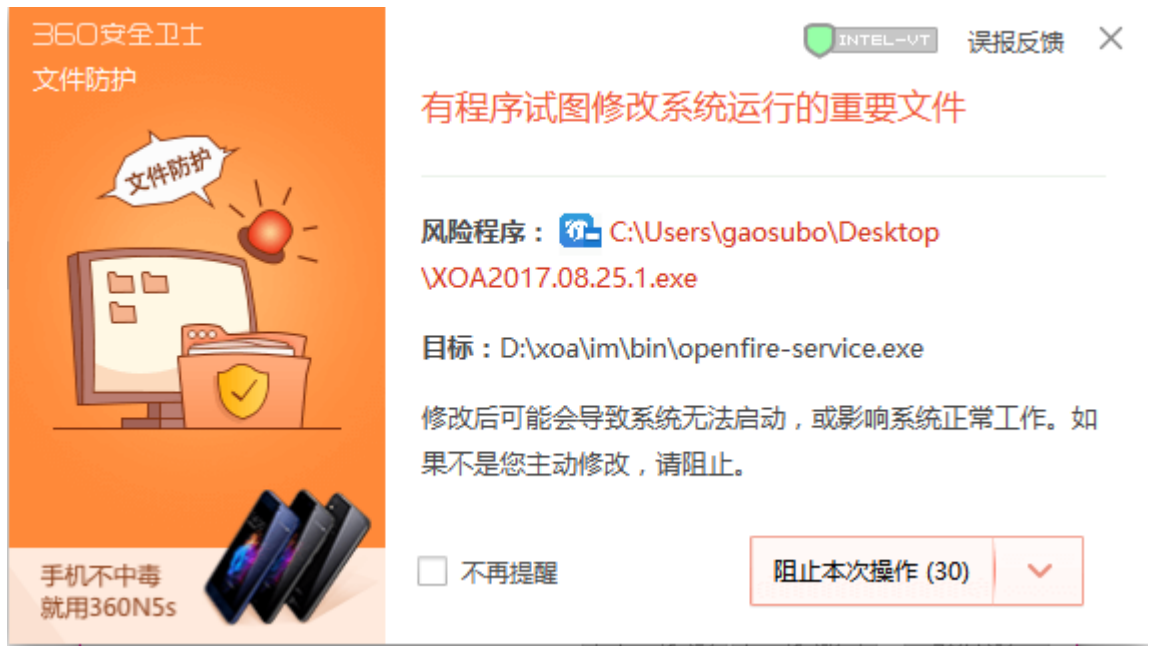 360安全卫士
文件防护
文件防护
手机不中毒
就用360N5s
INTEL-VT 误报反馈
有程序试图修改系统运行的重要文件
风险程序： C:\Users\gaosubo\Desktop
\XOA2017.08.25.1.exe
目标：D:\xoa\im\bin\openfire-service.exe
修改后可能会导致系统无法启动，或影响系统正常工作。如
果不是您主动修改，请阻止。
不再提醒
阻止本次操作 (30)